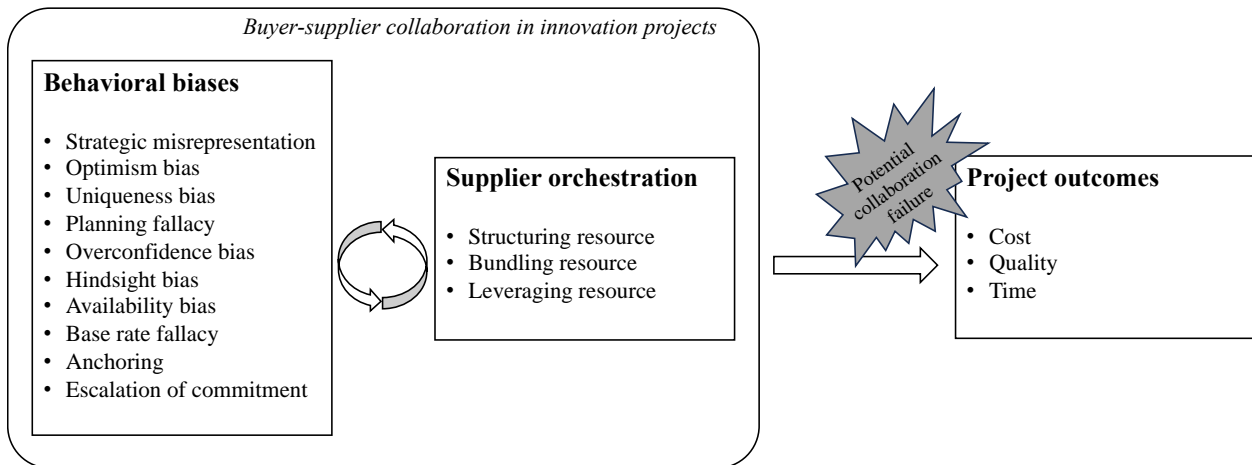 Buyer-supplier collaboration in innovation projects
Behavioral biases
• Strategic misrepresentation
• Optimism bias
• Uniqueness bias
• Planning fallacy
• Overconfidence bias
• Hindsight bias
• Availability bias
• Base rate fallacy
• Anchoring
• Escalation of commitment
Supplier orchestration
• Structuring resource
• Bundling resource
• Leveraging resource
Potential
collaboration
failure
Project outcomes
• Cost
• Quality
• Time